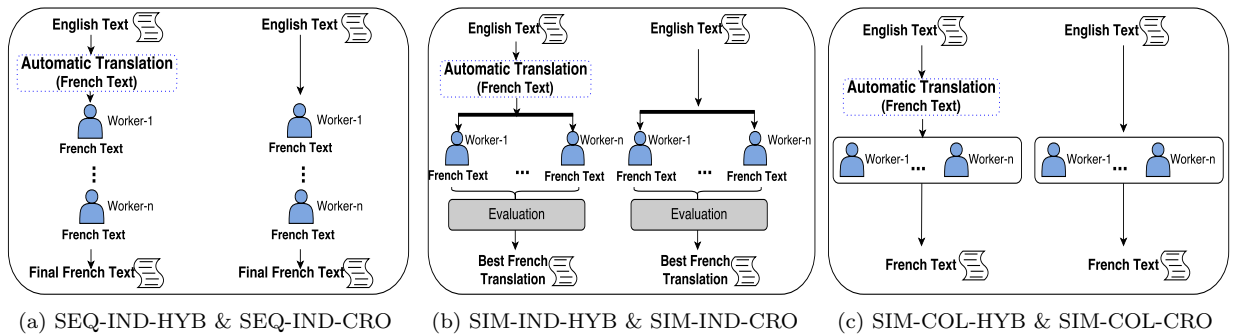 English Text
Automatic Translation
(French Text)
Worker-1
French Text
...
Worker-n
French Text
Final French Text
English Text
Worker-1
French Text
...
Worker-n
French Text
Final French Text
(a) SEQ-IND-HYB & SEQ-IND-CRO
English Text
Automatic Translation
(French Text)
Worker-1
Worker-n
French Text
...
French Text
Evaluation
Best French
Translation
English Text
Worker-1
Worker-n
French Text
...
French Text
Evaluation
Best French
Translation
(b) SIM-IND-HYB & SIM-IND-CRO
English Text
Automatic Translation
(French Text)
Worker-1
...
Worker-n
French Text
English Text
Worker-1
...
Worker-n
French Text
(c) SIM-COL-HYB & SIM-COL-CRO